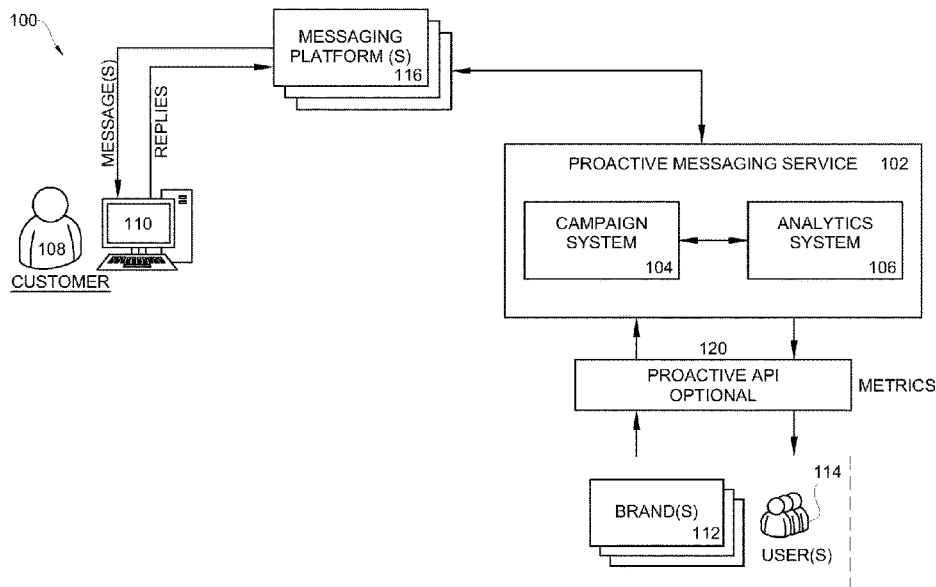 100
MESSAGING
PLATFORM (S)
116
MESSAGE(S)
REPLIES
110
108
CUSTOMER
PROACTIVE MESSAGING SERVICE 102
CAMPAIGN
SYSTEM
104
ANALYTICS
SYSTEM
106
120
PROACTIVE API
OPTIONAL
METRICS
BRAND(S)
112
114
USER(S)